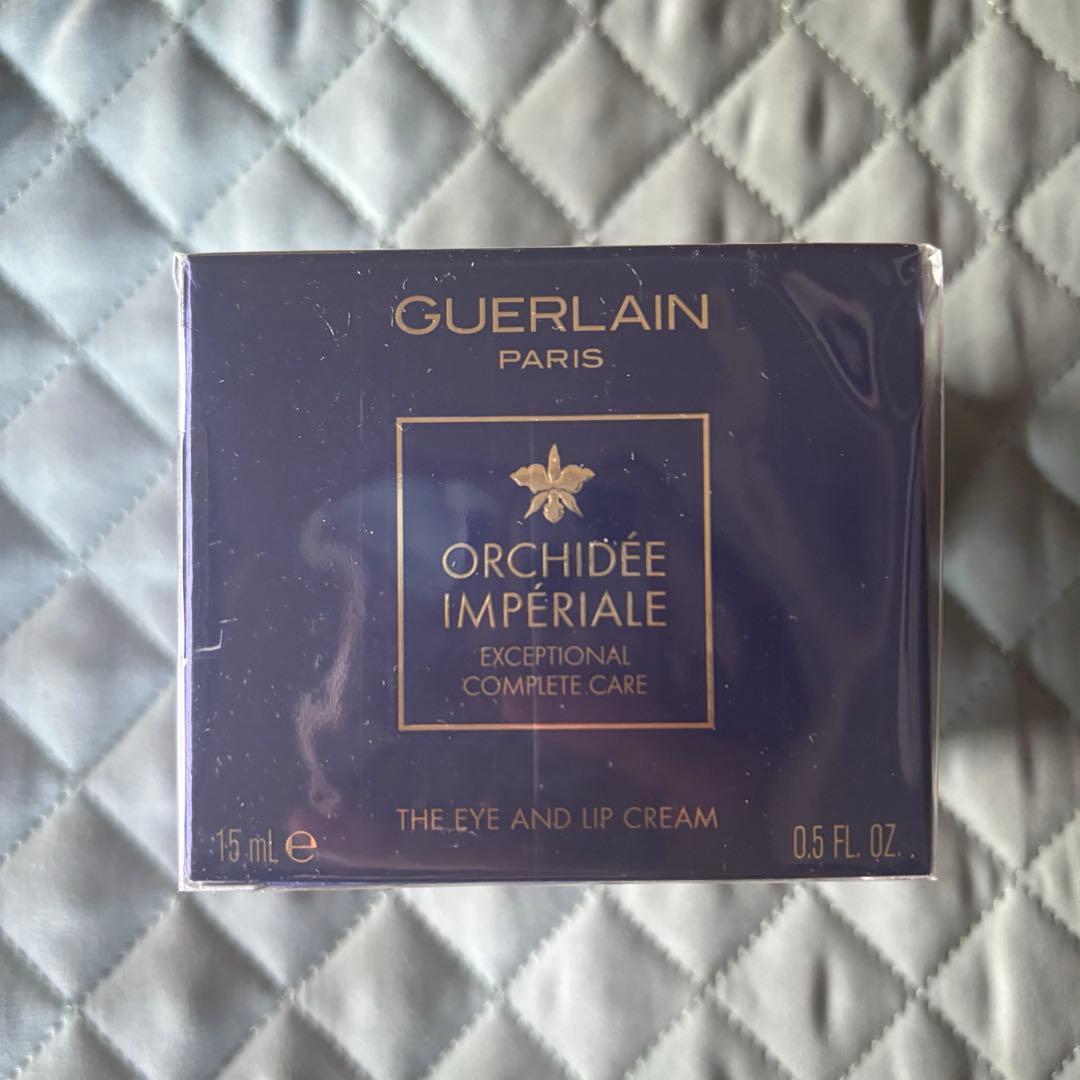 GUERLAIN
PARIS
ORCHIDÉE
IMPÉRIALE
EXCEPTIONAL
COMPLETE CARE
THE EYE AND LIP CREAM
15 mL ℮
0.5 FL. OZ.